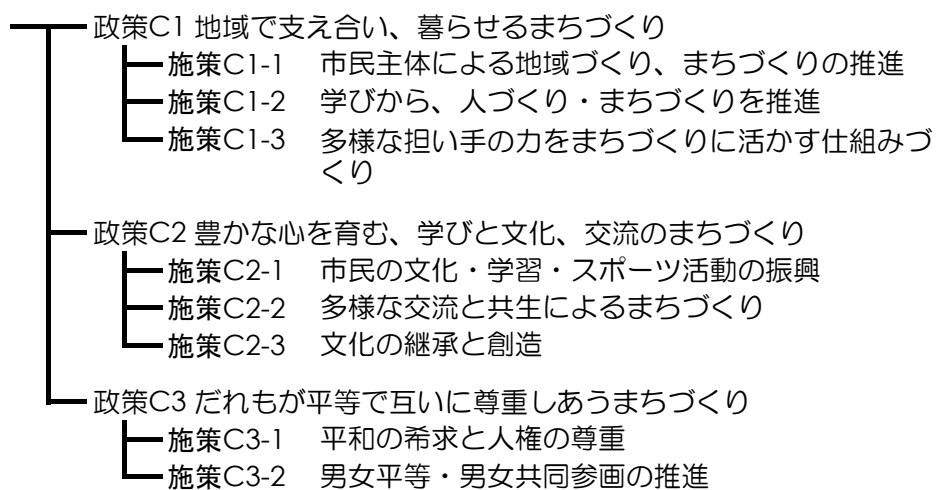 政策C1 地域で支え合い、暮らせるまちづくり
施策C1-1 市民主体による地域づくり、まちづくりの推進
施策C1-2 学びから、人づくり・まちづくりを推進
施策C1-3 多様な担い手の力をまちづくりに活かす仕組みづ
くり
政策C2 豊かな心を育む、学びと文化、交流のまちづくり
施策C2-1 市民の文化・学習・スポーツ活動の振興
施策C2-2 多様な交流と共生によるまちづくり
施策C2-3 文化の継承と創造
政策C3 だれもが平等で互いに尊重しあうまちづくり
施策C3-1 平和の希求と人権の尊重
施策C3-2 男女平等・男女共同参画の推進